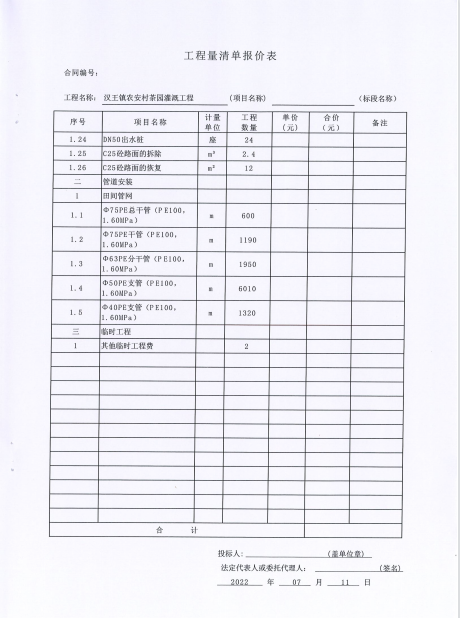 工程量清单报价表
合同编号:
工程名称: 汉王镇农安村茶园灌溉工程 (项目名称) (标段名称)
序号 项目名称 计量单位 工程数量 单价(元) 合价(元) 备注
1.24 DN50出水桩 座 24
1.25 C25砼路面的拆除 m³ 2.4
1.26 C25砼路面的恢复 m² 12
二 管道安装
1 田间管网
1.1 Φ75PE总干管(PE100,
1.60MPa) m 600
1.2 Φ75PE干管(PE100,
1.60MPa) m 1190
1.3 Φ63PE分干管(PE100,
1.60MPa) m 1950
1.4 Φ50PE支管(PE100,
1.60MPa) m 6010
1.5 Φ40PE支管(PE100,
1.60MPa) m 1320
三 临时工程
1 其他临时工程费 2
合 计
投标人: (盖单位章)
法定代表人或委托代理人: (签名)
2022 年 07 月 11 日